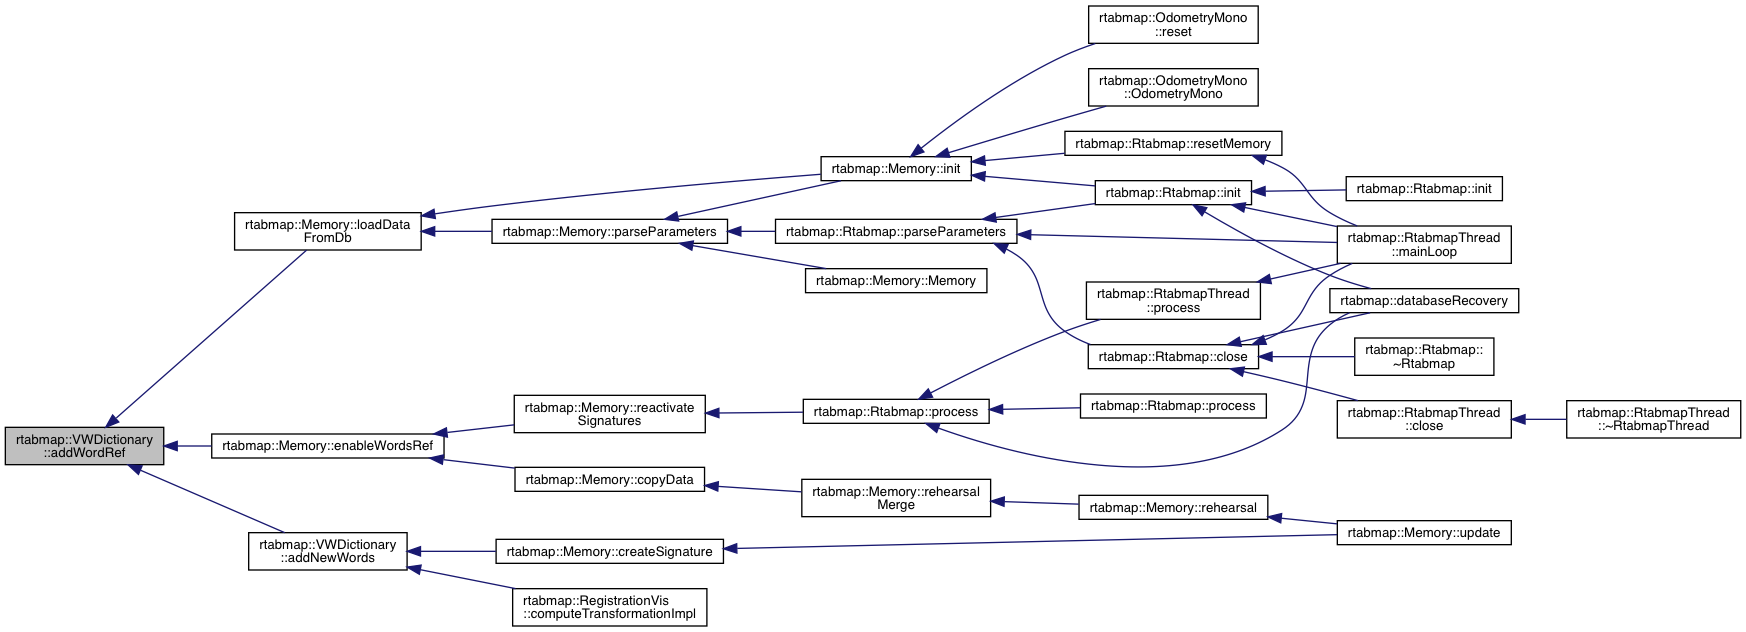 rtabmap::OdometryMono
::reset
rtabmap::OdometryMono
::OdometryMono
rtabmap::Rtabmap::resetMemory
rtabmap::Memory::init
rtabmap::Rtabmap::init
rtabmap::Rtabmap::init
rtabmap::Memory::loadData
FromDb
rtabmap::Memory::parseParameters
rtabmap::Rtabmap::parseParameters
rtabmap::RtabmapThread
::mainLoop
rtabmap::Memory::Memory
rtabmap::RtabmapThread
::process
rtabmap::databaseRecovery
rtabmap::Rtabmap::close
rtabmap::Rtabmap::
~Rtabmap
rtabmap::Memory::reactivate
Signatures
rtabmap::Rtabmap::process
rtabmap::Rtabmap::process
rtabmap::RtabmapThread
::close
rtabmap::RtabmapThread
::~RtabmapThread
rtabmap::VWDictionary
::addWordRef
rtabmap::Memory::enableWordsRef
rtabmap::Memory::copyData
rtabmap::Memory::rehearsal
Merge
rtabmap::Memory::rehearsal
rtabmap::Memory::update
rtabmap::VWDictionary
::addNewWords
rtabmap::Memory::createSignature
rtabmap::RegistrationVis
::computeTransformationImpl